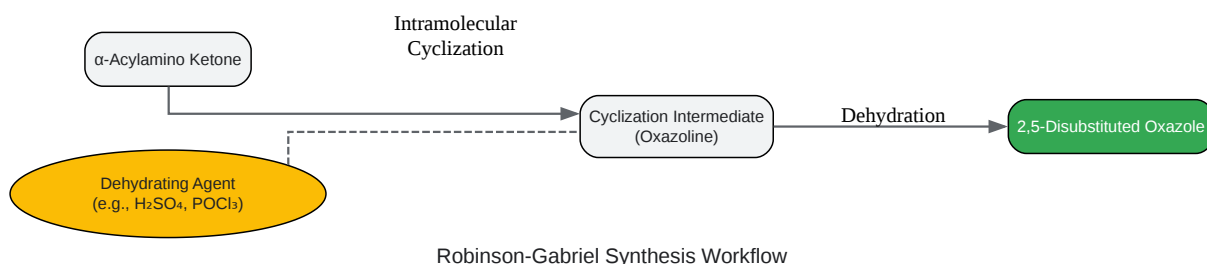 Intramolecular
Cyclization
α-Acylamino Ketone
Cyclization Intermediate
(Oxazoline)
Dehydration
2,5-Disubstituted Oxazole
Dehydrating Agent
(e.g., H₂SO₄, POCl₃)
Robinson-Gabriel Synthesis Workflow